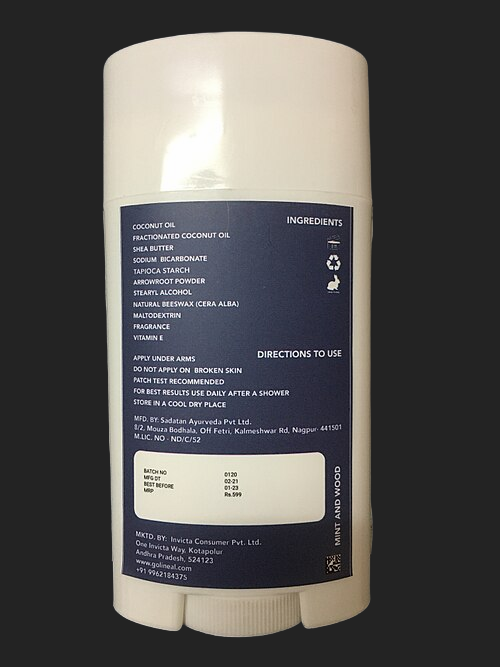 INGREDIENTS
COCONUT OIL
FRACTIONATED COCONUT OIL
SHEA BUTTER
SODIUM BICARBONATE
TAPIOCA STARCH
ARROWROOT POWDER
STEARYL ALCOHOL
NATURAL BEESWAX (CERA ALBA)
MALTODEXTRIN
FRAGRANCE
VITAMIN E
DIRECTIONS TO USE
APPLY UNDER ARMS
DO NOT APPLY ON BROKEN SKIN
PATCH TEST RECOMMENDED
FOR BEST RESULTS USE DAILY AFTER A SHOWER
STORE IN A COOL DRY PLACE
MFD. BY: Sadatan Ayurveda Pvt Ltd.
8/2, Mouza Bodhala, Off Fetri, Kalmeshwar Rd, Nagpur- 441501
M.LIC. NO - ND/C/52
BATCH NO 0120
MFG DT 02-21
BEST BEFORE 01-23
MRP Rs.599
MKTD. BY: Invicta Consumer Pvt. Ltd.
One Invicta Way, Kotapolur
Andhra Pradesh, 524123
www.golineal.com
+91 9962184375
MINT AND WOOD